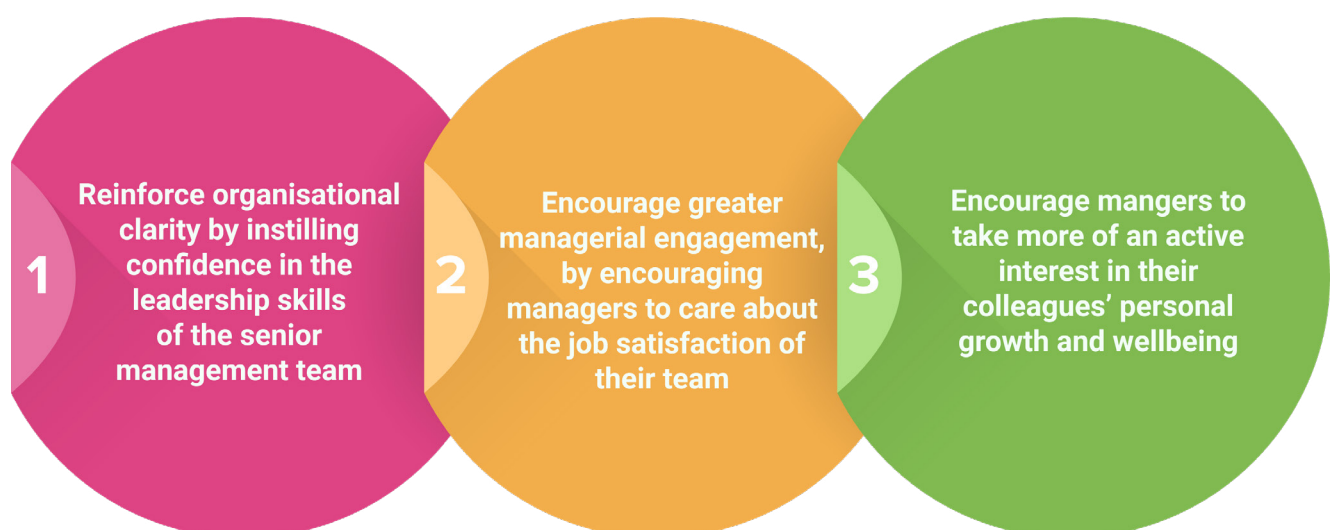 1
Reinforce organisational
clarity by instilling
confidence in the
leadership skills
of the senior
management team
2
Encourage greater
managerial engagement,
by encouraging
managers to care about
the job satisfaction of
their team
3
Encourage mangers to
take more of an active
interest in their
colleagues’ personal
growth and wellbeing